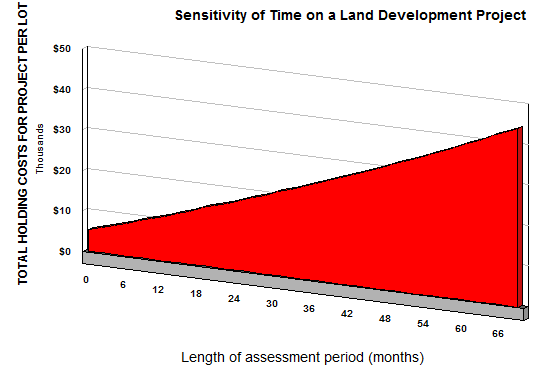 Sensitivity of Time on a Land Development Project
TOTAL HOLDING COSTS FOR PROJECT PER LOT
Thousands
$50
$40
$30
$20
$10
$0
0 6 12 18 24 30 36 42 48 54 60 66
Length of assessment period (months)